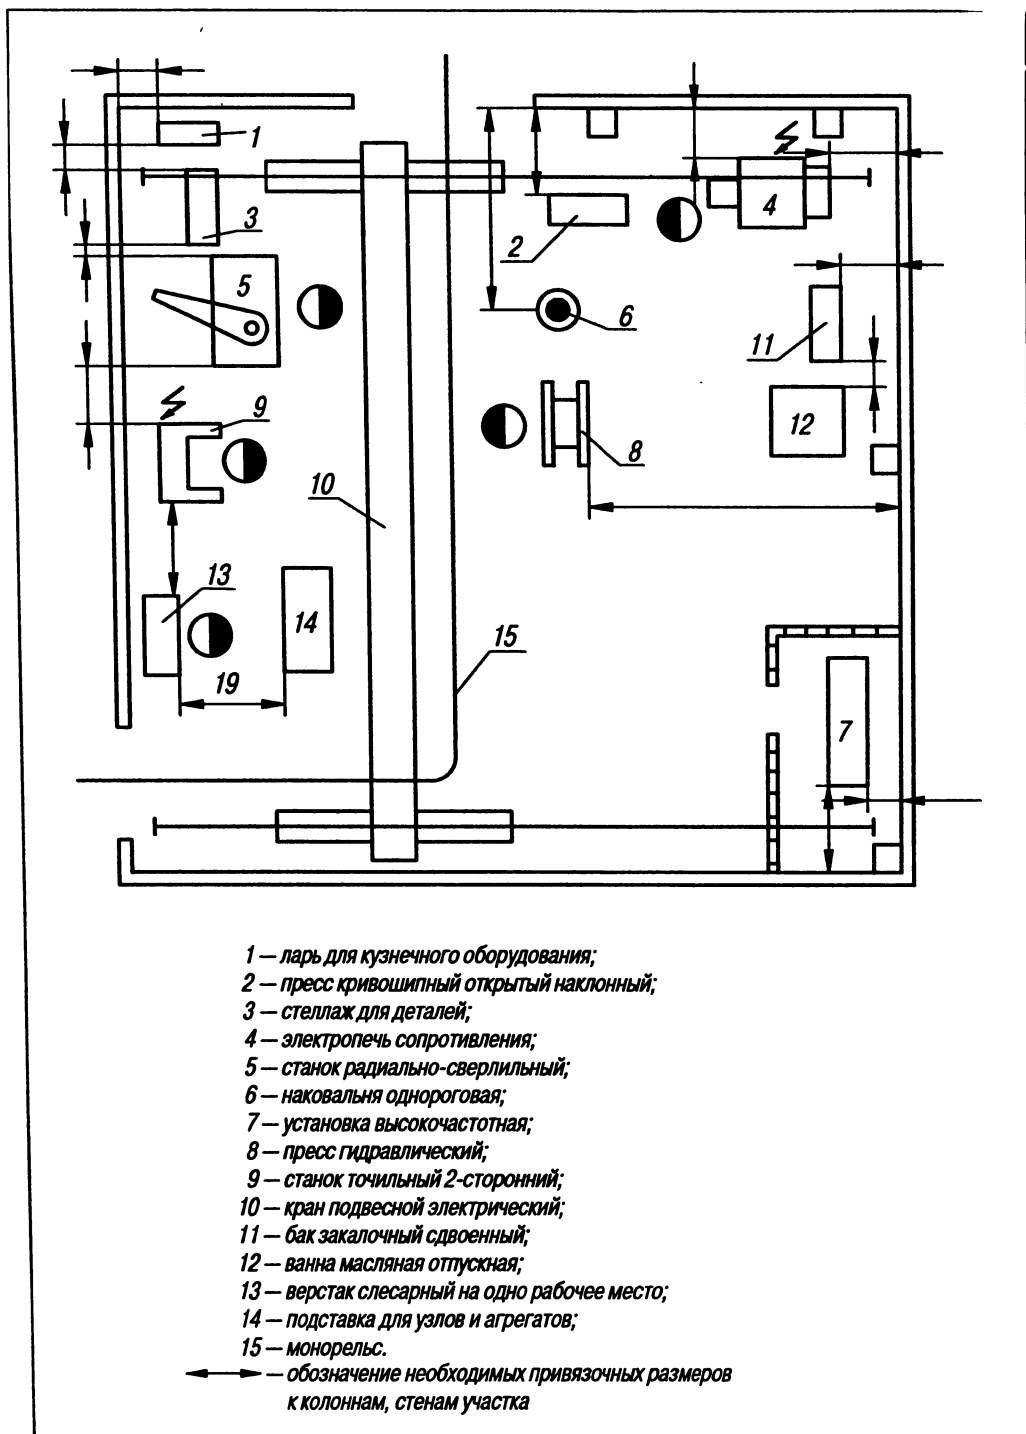 1
3
2
4
5
6
11
9
8
12
10
13
14
15
19
7
1 — ларь для кузнечного оборудования;
2 — пресс кривошипный открытый наклонный;
3 — стеллаж для деталей;
4 — электропечь сопротивления;
5 — станок радиально-сверлильный;
6 — наковальня однороговая;
7 — установка высокочастотная;
8 — пресс гидравлический;
9 — станок точильный 2-сторонний;
10 — кран подвесной электрический;
11 — бак закалочный сдвоенный;
12 — ванна масляная отпускная;
13 — верстак слесарный на одно рабочее место;
14 — подставка для узлов и агрегатов;
15 — монорельс.
— обозначение необходимых привязочных размеров
к колоннам, стенам участка